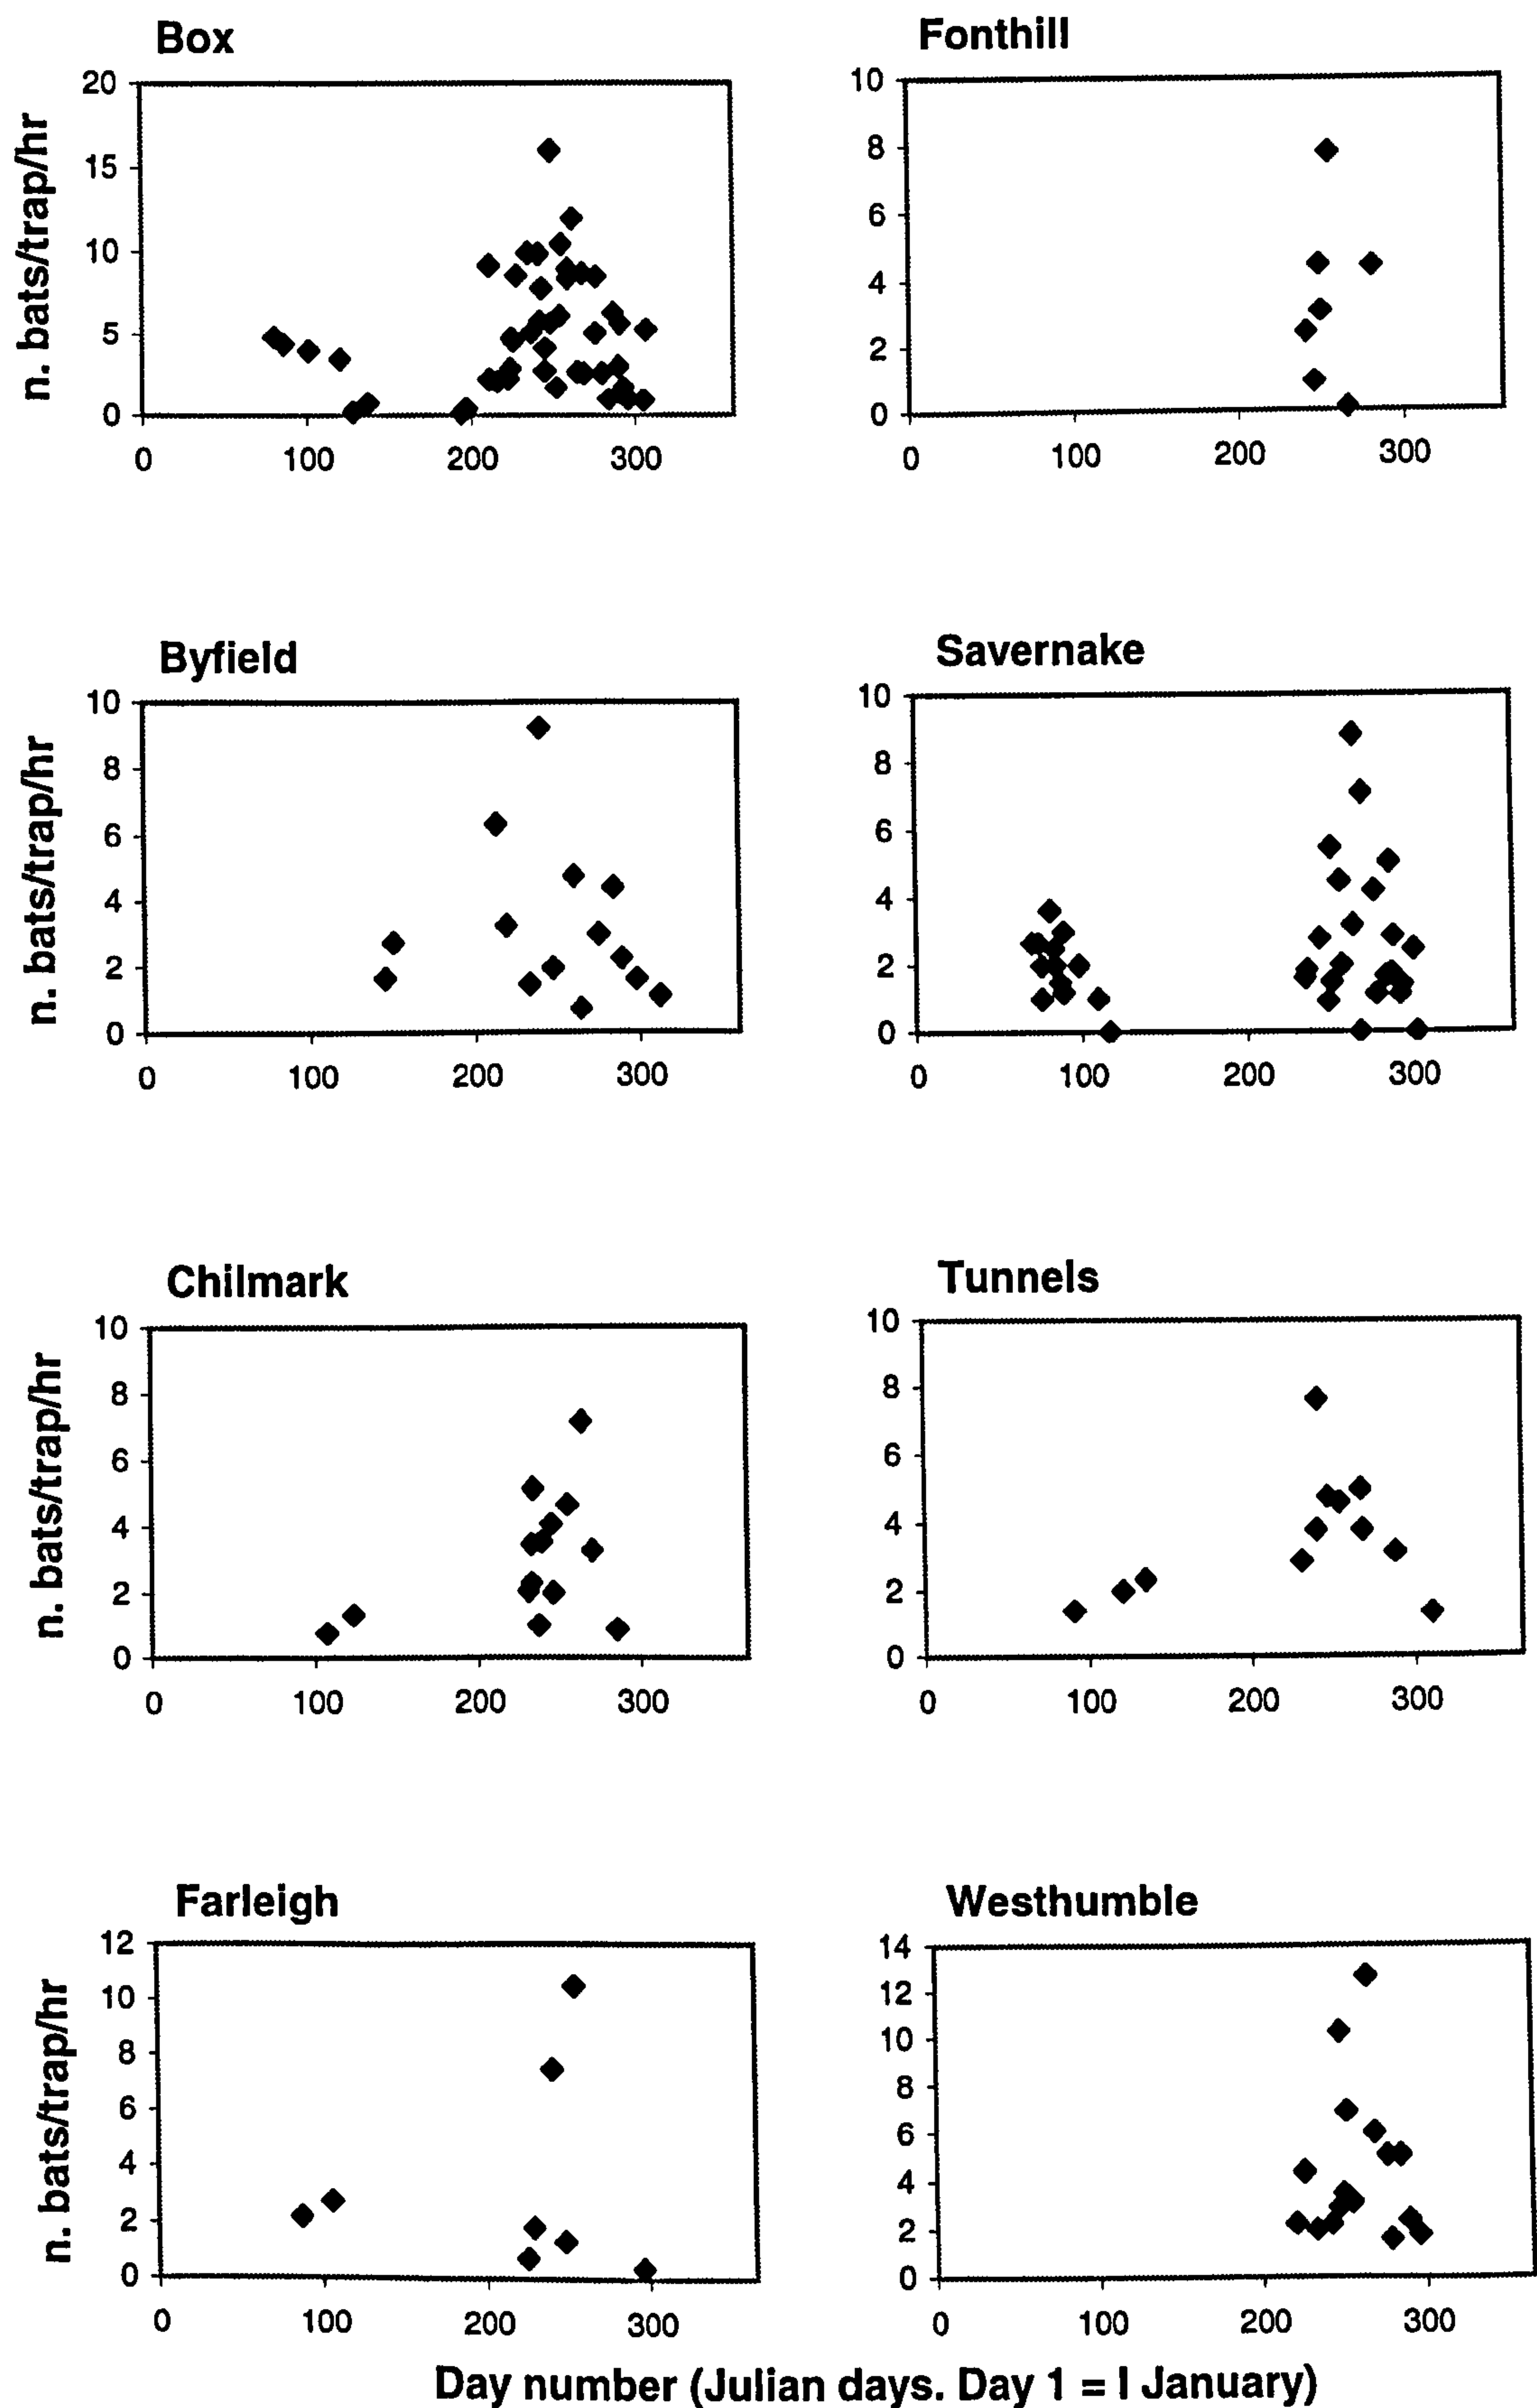 Box
n. bats/trap/hr
20
15
10
5
0
0 100 200 300
Fonthill
10
8
6
4
2
0
0 100 200 300
Byfield
n. bats/trap/hr
10
8
6
4
2
0
0 100 200 300
Savernake
10
8
6
4
2
0
0 100 200 300
Chilmark
n. bats/trap/hr
10
8
6
4
2
0
0 100 200 300
Tunnels
10
8
6
4
2
0
0 100 200 300
Farleigh
n. bats/trap/hr
12
10
8
6
4
2
0
0 100 200 300
Westhumble
14
12
10
8
6
4
2
0
0 100 200 300
Day number (Julian days. Day 1 = I January)